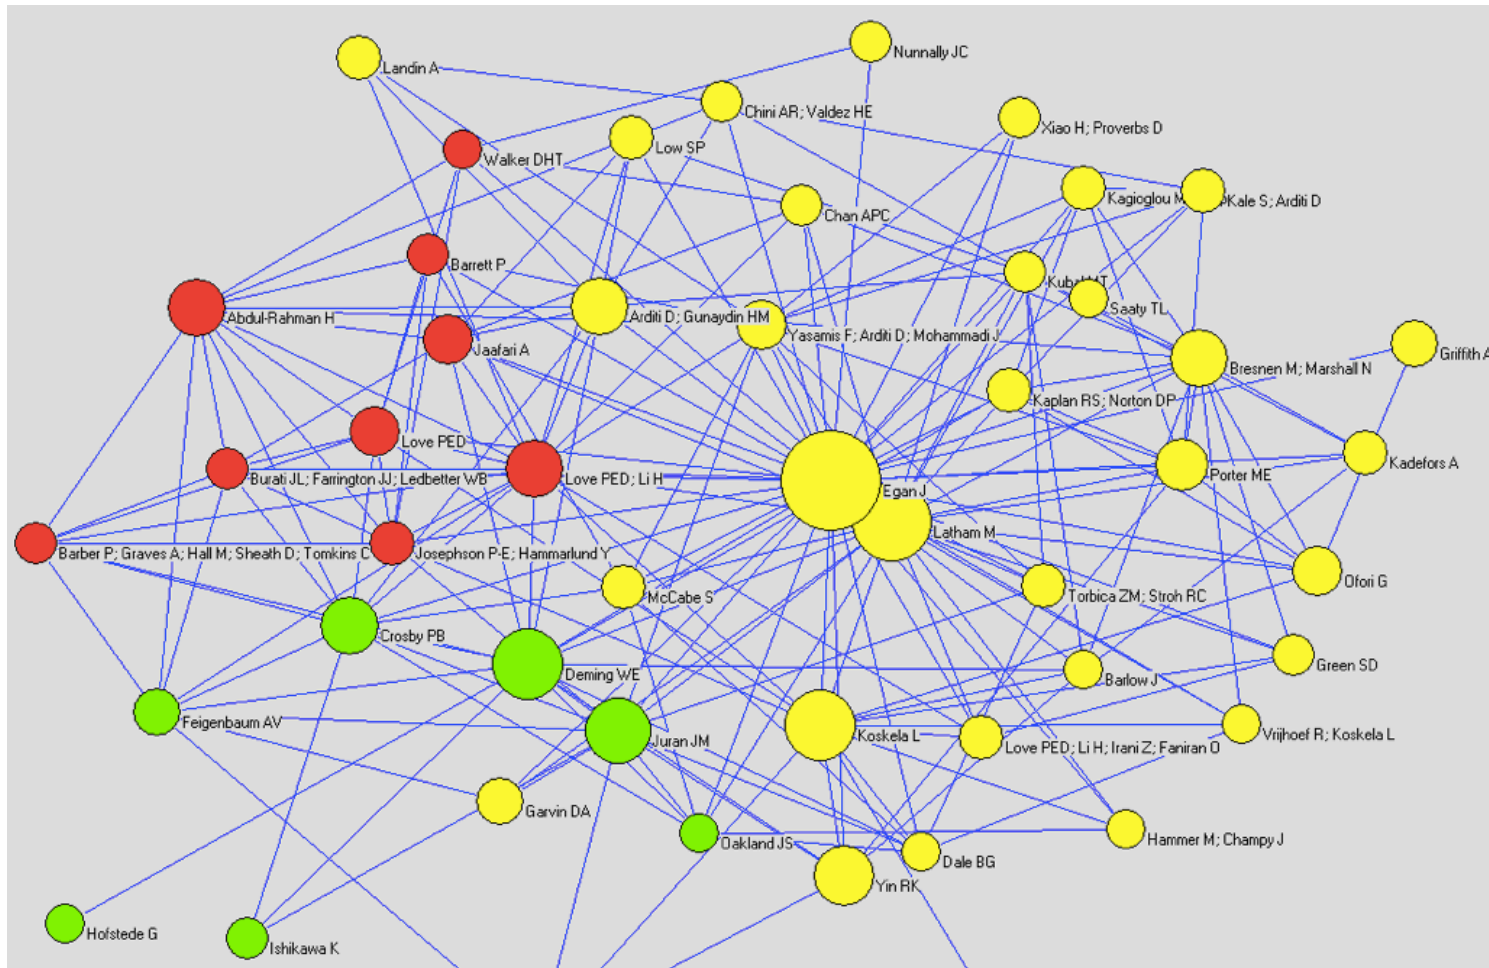 Nunnally JC
Landin A
Chini AR; Valdez HE
Xiao H; Proverbs D
Low SP
Walker DHT
Kagioglou M
Kale S; Arditi D
Chan APC
Barrett P
Kubal MT
Saaty TL
Abdul-Rahman H
Arditi D; Gunaydin HM
Yasamis F; Arditi D; Mohammadi J
Jaafari A
Griffith A
Bresnen M; Marshall N
Kaplan RS; Norton DP
Love PED
Kadefors A
Burati JL; Farrington JJ; Ledbetter WB
Love PED; Li H
Porter ME
Egan J
Latham M
Barber P; Graves A; Hall M; Sheath D; Tomkins C
Josephson P-E; Hammarlund Y
Ofori G
McCabe S
Torbica ZM; Stroh RC
Crosby PB
Green SD
Deming WE
Barlow J
Feigenbaum AV
Juran JM
Koskela L
Love PED; Li H; Irani Z; Faniran O
Vrijhoef R; Koskela L
Garvin DA
Oakland JS
Hammer M; Champy J
Dale BG
Yin RK
Hofstede G
Ishikawa K